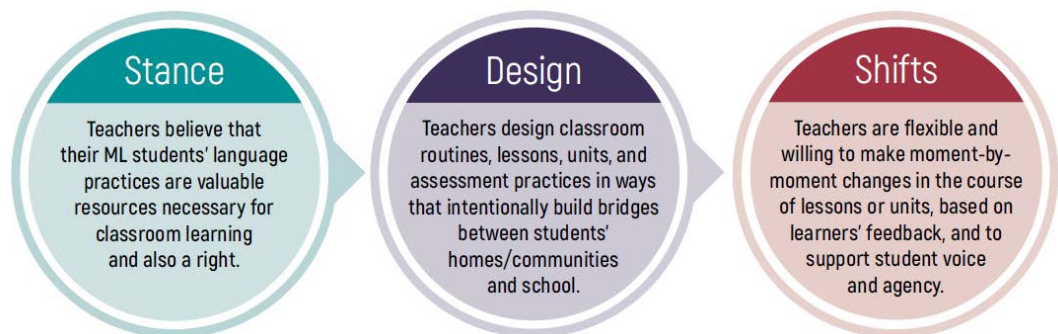 Stance
Teachers believe that
their ML students’ language
practices are valuable
resources necessary for
classroom learning
and also a right.
Design
Teachers design classroom
routines, lessons, units, and
assessment practices in ways
that intentionally build bridges
between students’
homes/communities
and school.
Shifts
Teachers are flexible and
willing to make moment-by-
moment changes in the course
of lessons or units, based on
learners’ feedback, and to
support student voice
and agency.